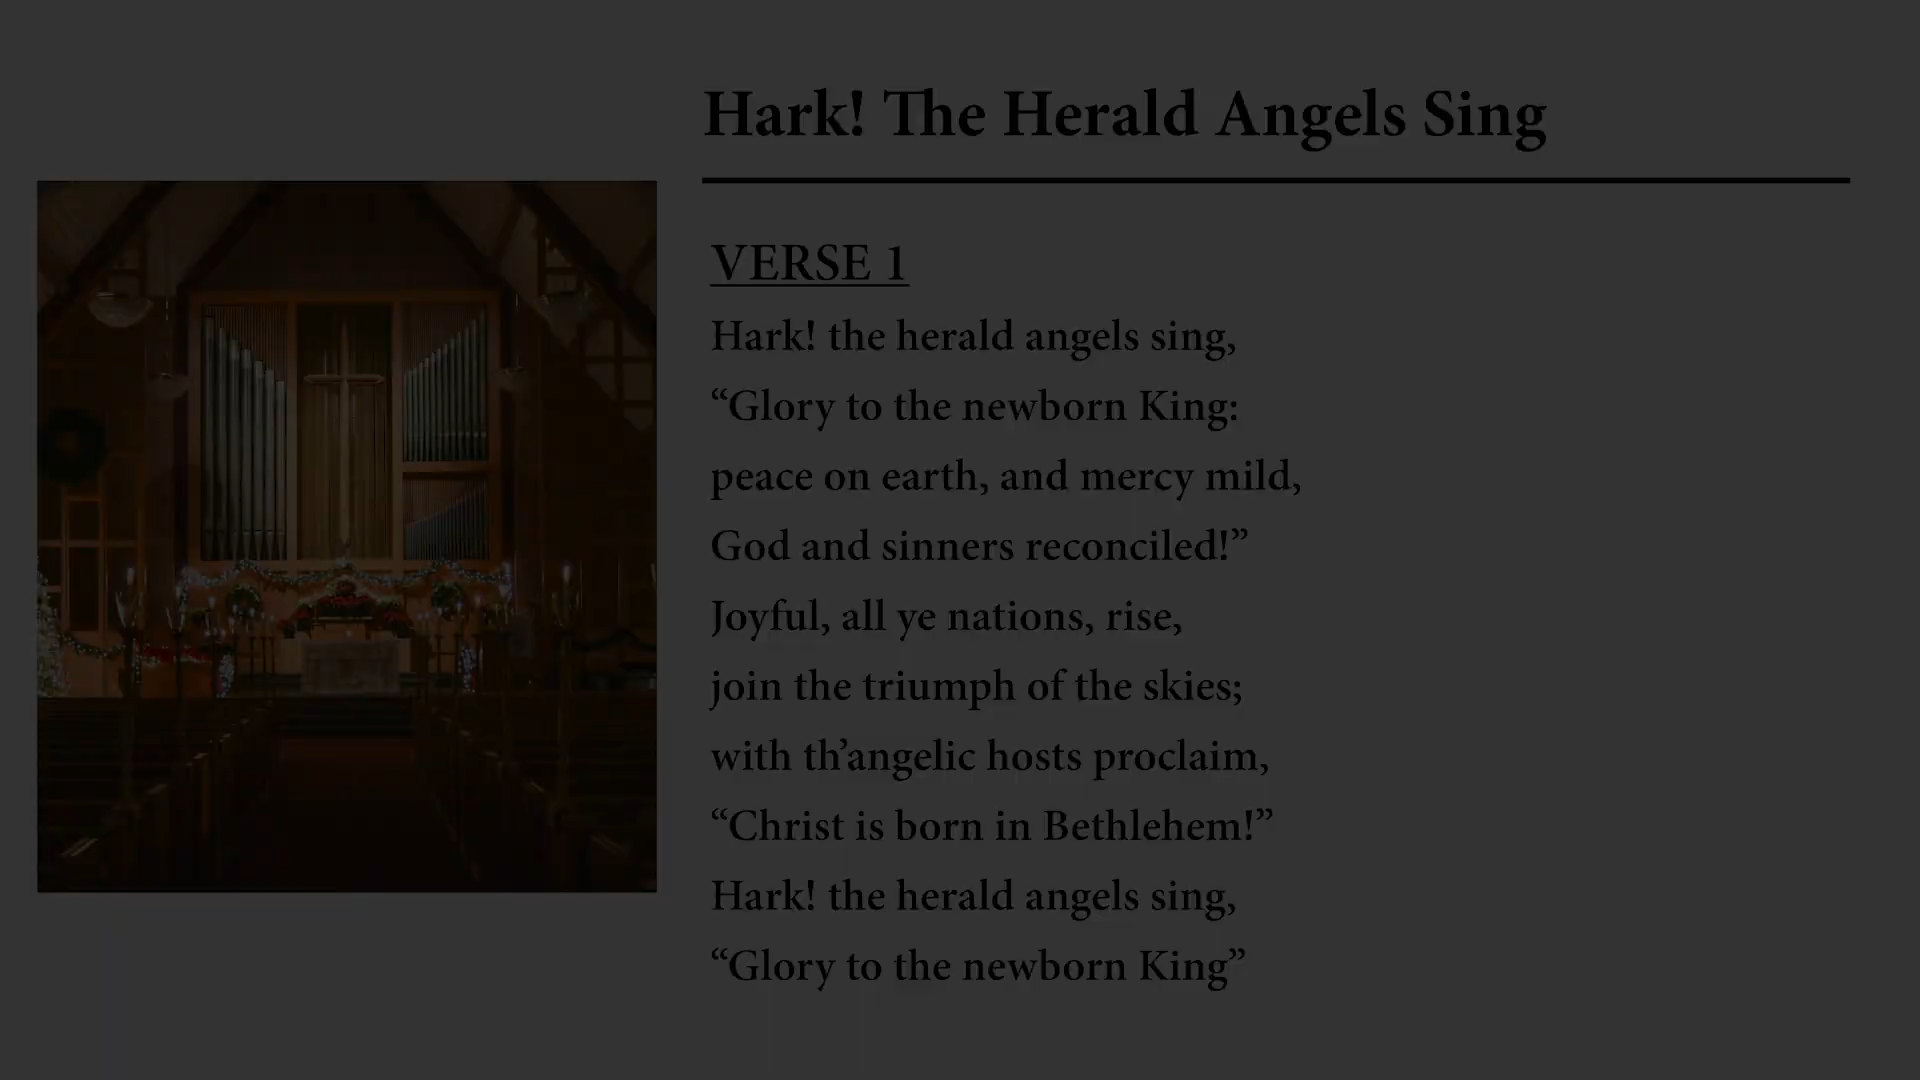 Hark! The Herald Angels Sing
VERSE 1
Hark! the herald angels sing,
“Glory to the newborn King:
peace on earth, and mercy mild,
God and sinners reconciled!”
Joyful, all ye nations, rise,
join the triumph of the skies;
with th’angelic hosts proclaim,
“Christ is born in Bethlehem!”
Hark! the herald angels sing,
“Glory to the newborn King”